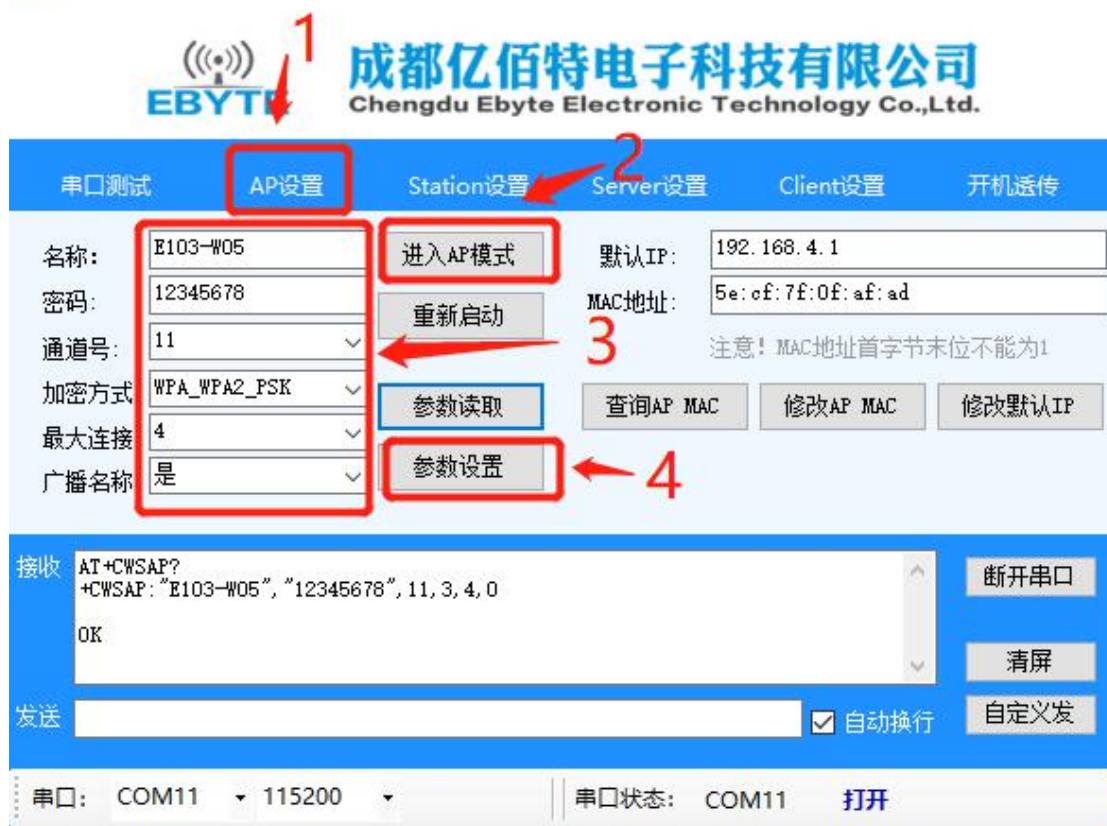 1
((•)) EBYTE
成都亿佰特电子科技有限公司
Chengdu Ebyte Electronic Technology Co.,Ltd.
2
串口测试 AP设置 Station设置 Server设置 Client设置 开机透传
名称: E103-W05 进入AP模式 默认IP: 192.168.4.1
密码: 12345678 重新启动 MAC地址: 5e:cf:7f:0f:af:ad
通道号: 11 3 注意! MAC地址首字节末位不能为1
加密方式 WPA_WPA2_PSK 参数读取 查询AP MAC 修改AP MAC 修改默认IP
最大连接 4
广播名称 是 参数设置 4
接收 AT+CWSAP? 断开串口
+CWSAP:"E103-W05","12345678",11,3,4,0
OK
清屏
发送 自动换行 自定义发
串口: COM11 115200 串口状态: COM11 打开